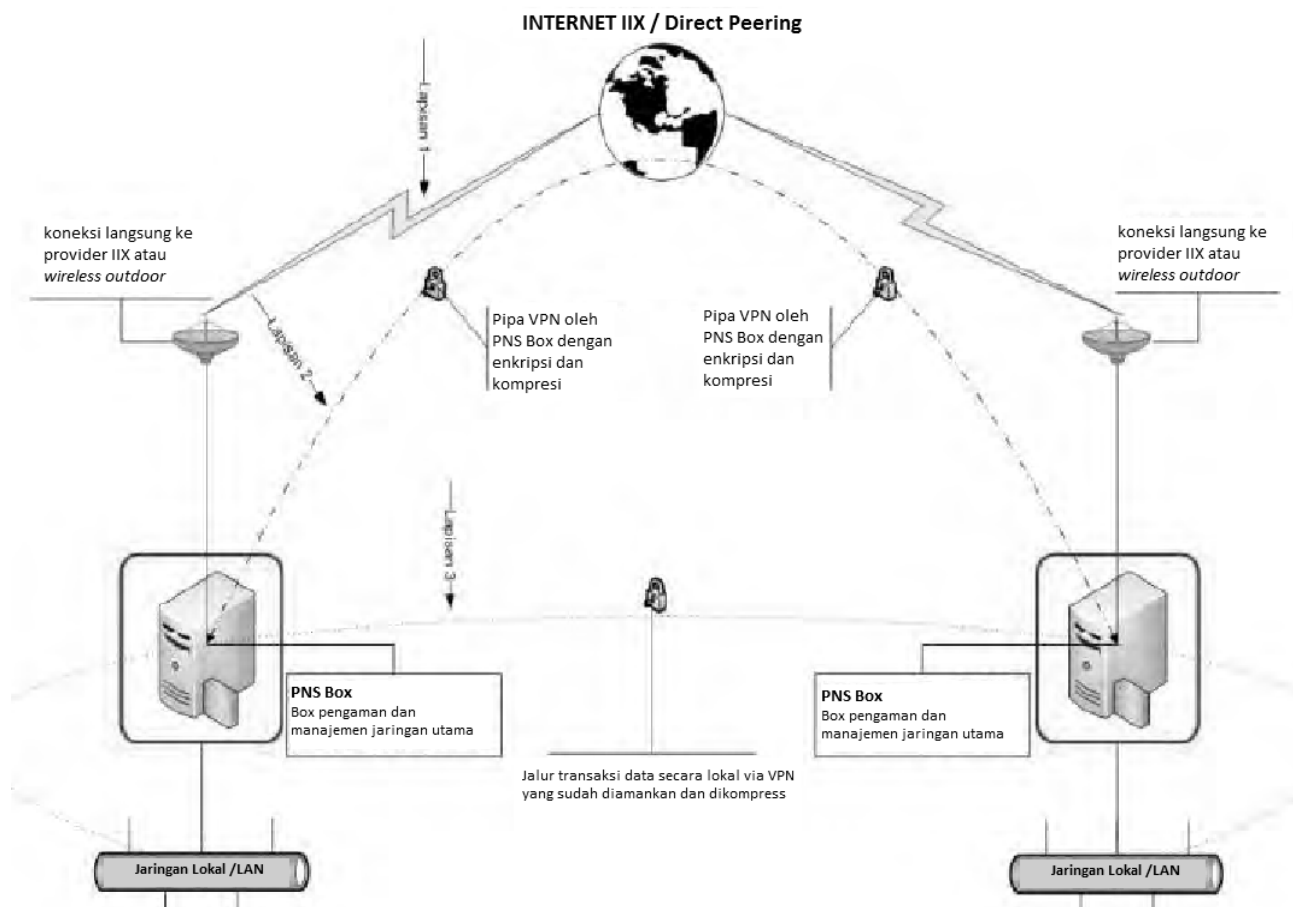 INTERNET IIX / Direct Peering
Lapisan 1
koneksi langsung ke
provider IIX atau
wireless outdoor
koneksi langsung ke
provider IIX atau
wireless outdoor
Lapisan 2
Pipa VPN oleh
PNS Box dengan
enkripsi dan
kompresi
Pipa VPN oleh
PNS Box dengan
enkripsi dan
kompresi
Lapisan 3
PNS Box
Box pengaman dan
manajemen jaringan utama
PNS Box
Box pengaman dan
manajemen jaringan utama
Jalur transaksi data secara lokal via VPN
yang sudah diamankan dan dikompress
Jaringan Lokal /LAN
Jaringan Lokal /LAN